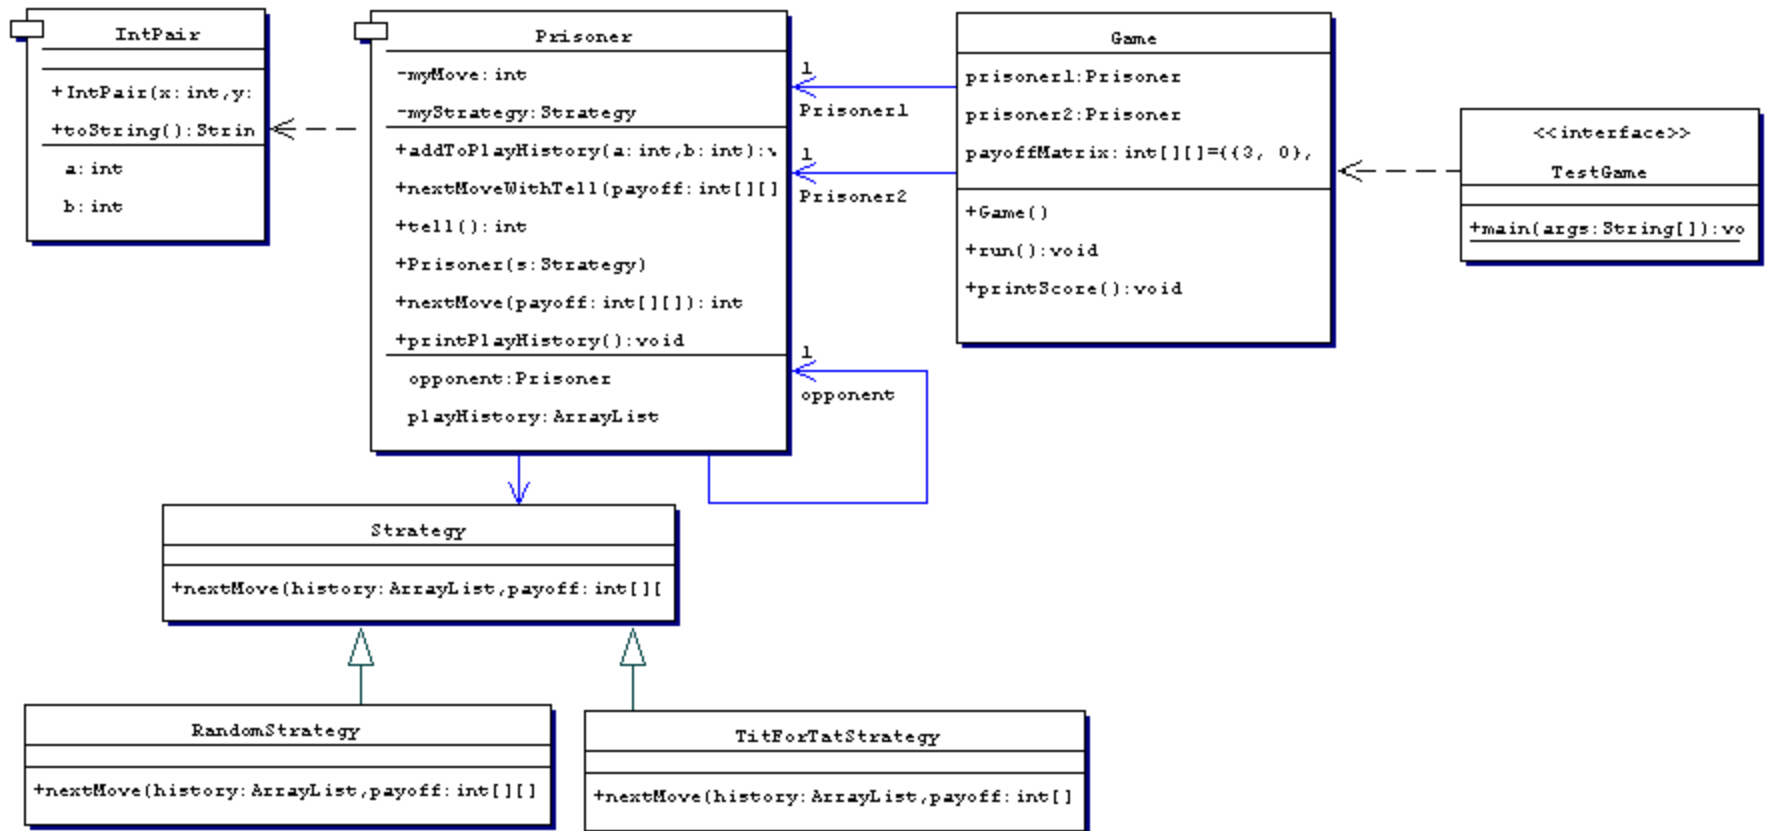 IntPair
+IntPair(x:int,y:
+toString():Strin
a:int
b:int
Prisoner
-myMove:int
-myStrategy:Strategy
+addToPlayHistory(a:int,b:int):v
+nextMoveWithTell(payoff:int[][]
+tell():int
+Prisoner(s:Strategy)
+nextMove(payoff:int[][]):int
+printPlayHistory():void
opponent:Prisoner
playHistory:ArrayList
1
Prisoner1
1
Prisoner2
1
opponent
Game
prisoner1:Prisoner
prisoner2:Prisoner
payoffMatrix:int[][]={{3, 0},
+Game()
+run():void
+printScore():void
<<interface>>
TestGame
+main(args:String[]):vo
Strategy
+nextMove(history:ArrayList,payoff:int[][
RandomStrategy
+nextMove(history:ArrayList,payoff:int[][]
TitForTatStrategy
+nextMove(history:ArrayList,payoff:int[]